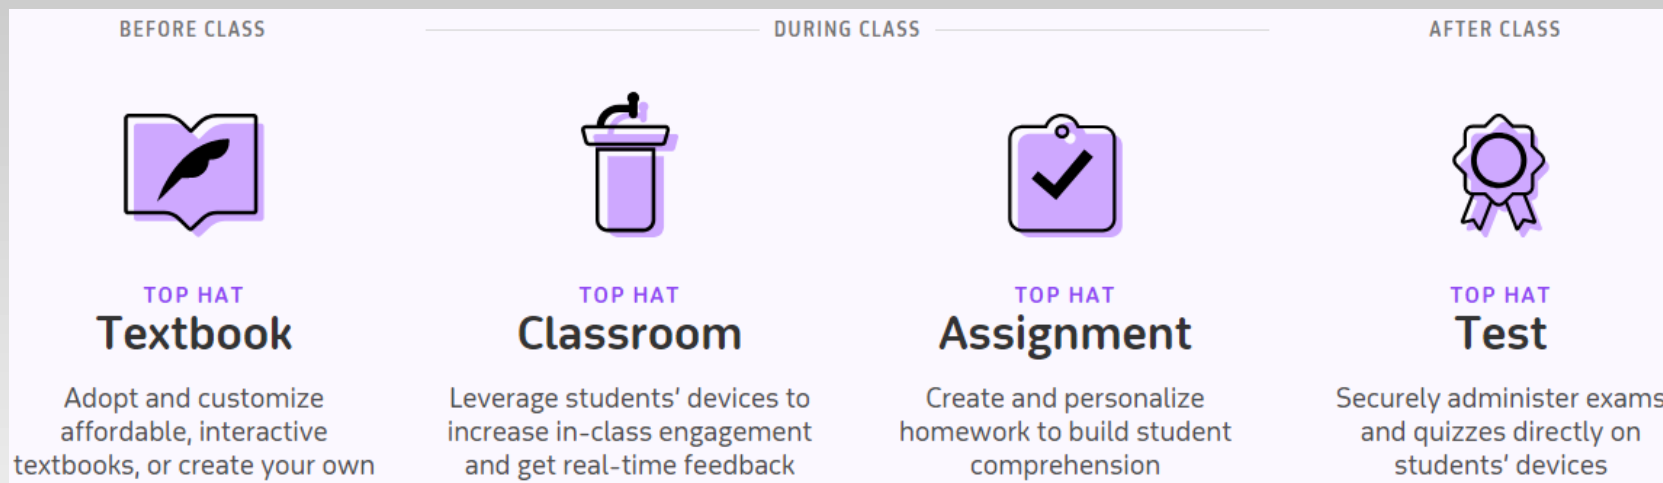 BEFORE CLASS
DURING CLASS
AFTER CLASS
TOP HAT
Textbook
Adopt and customize
affordable, interactive
textbooks, or create your own
TOP HAT
Classroom
Leverage students' devices to
increase in-class engagement
and get real-time feedback
TOP HAT
Assignment
Create and personalize
homework to build student
comprehension
TOP HAT
Test
Securely administer exams
and quizzes directly on
students' devices